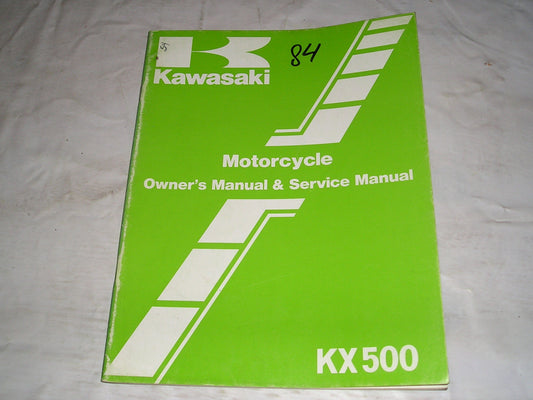 84
Kawasaki
Motorcycle
Owner's Manual & Service Manual
KX500